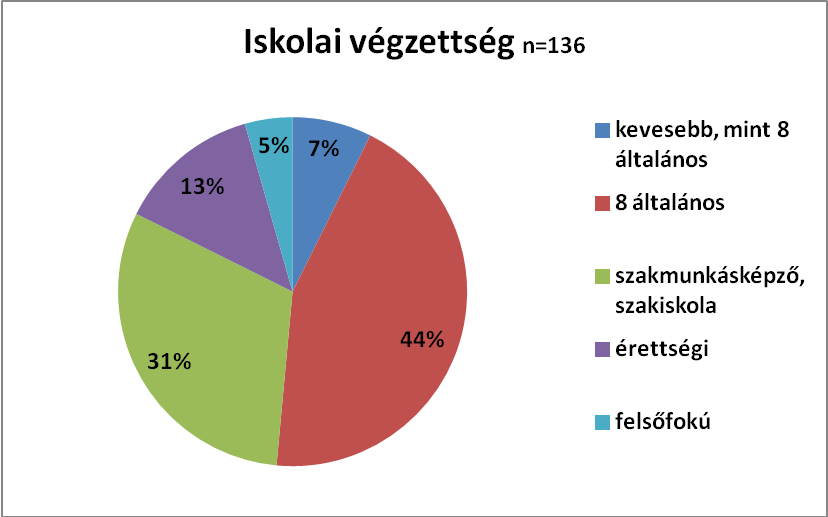 Iskolai végzettség n=136
5%
7%
13%
44%
31%
kevesebb, mint 8
általános
8 általános
szakmunkásképző,
szakiskola
érettségi
felsőfokú